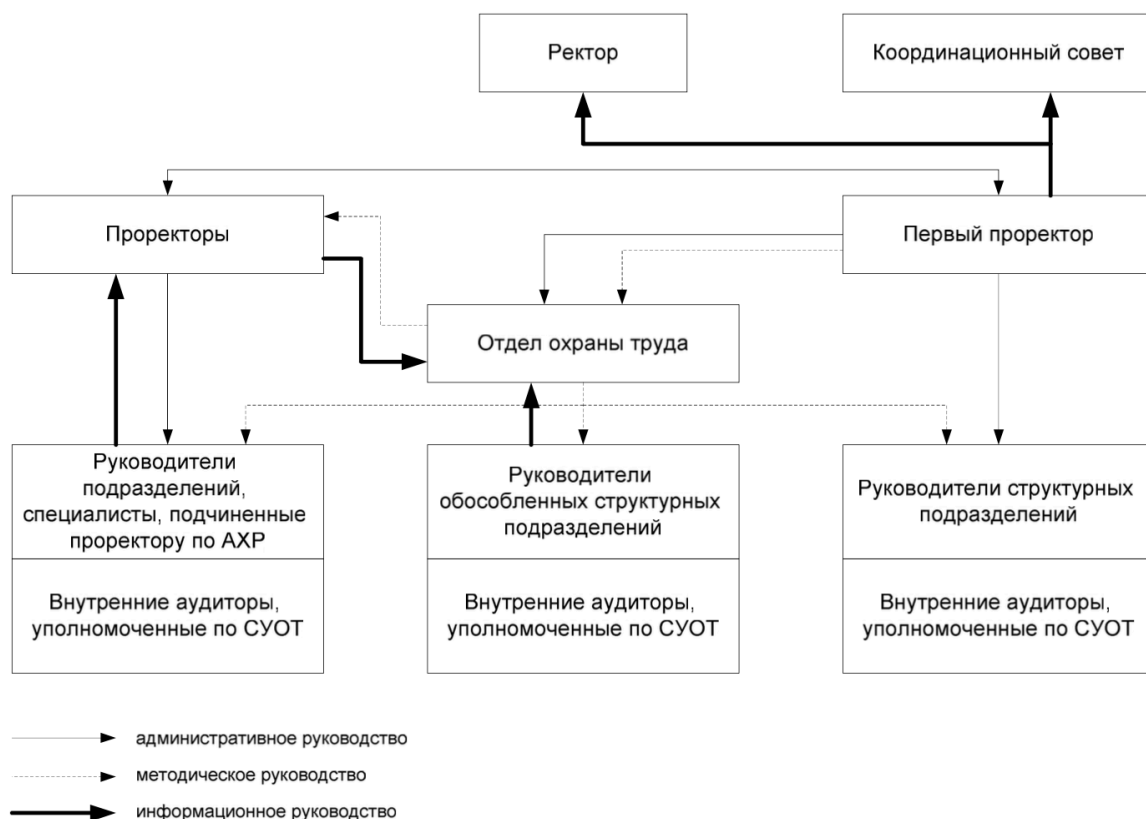 Ректор
Координационный совет
Проректоры
Первый проректор
Отдел охраны труда
Руководители
подразделений,
специалисты, подчиненные
проректору по АХР
Внутренние аудиторы,
уполномоченные по СУОТ
Руководители
обособленных структурных
подразделений
Внутренние аудиторы,
уполномоченные по СУОТ
Руководители структурных
подразделений
Внутренние аудиторы,
уполномоченные по СУОТ
административное руководство
методическое руководство
информационное руководство